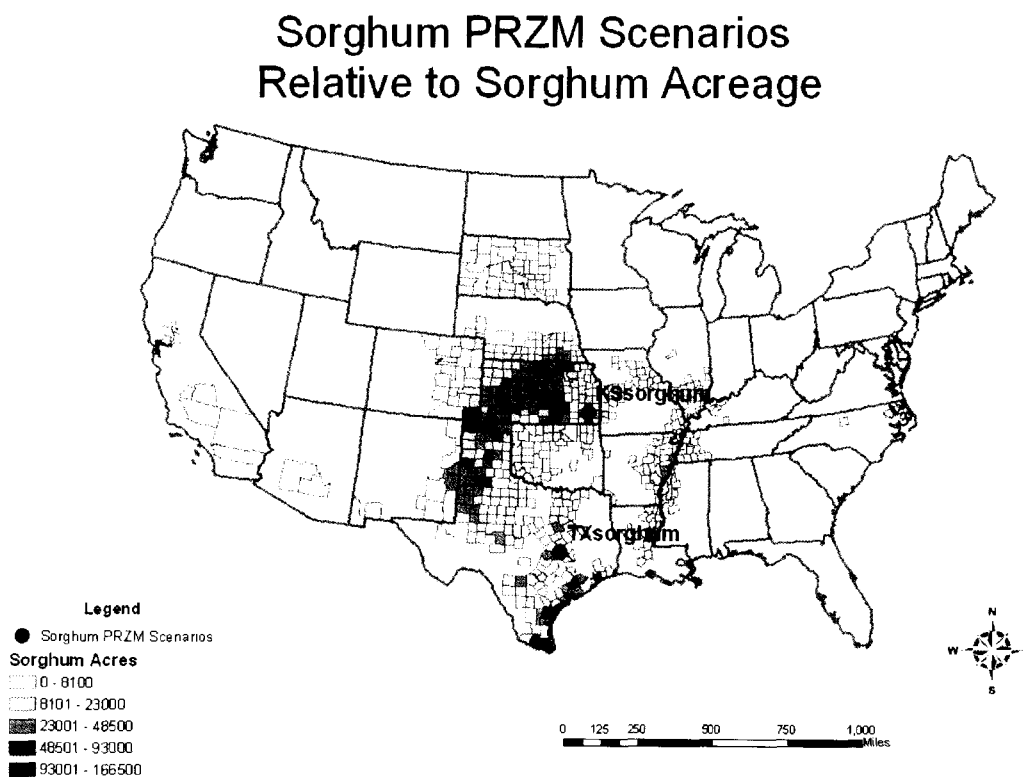 Sorghum PRZM Scenarios
Relative to Sorghum Acreage
KSsorghum
TXsorghum
Legend
Sorghum PRZM Scenarios
Sorghum Acres
0 - 8100
8101 - 23000
23001 - 48500
48501 - 93000
93001 - 166500
N
W E
S
0 125 250 500 750 1,000
Miles